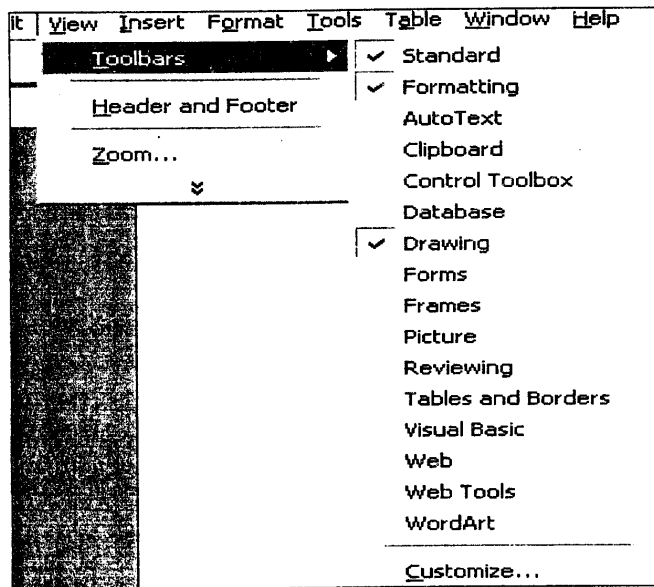 it View Insert Format Tools Table Window Help
Toolbars
Header and Footer
Zoom...
Standard
Formatting
AutoText
Clipboard
Control Toolbox
Database
Drawing
Forms
Frames
Picture
Reviewing
Tables and Borders
Visual Basic
Web
Web Tools
WordArt
Customize...